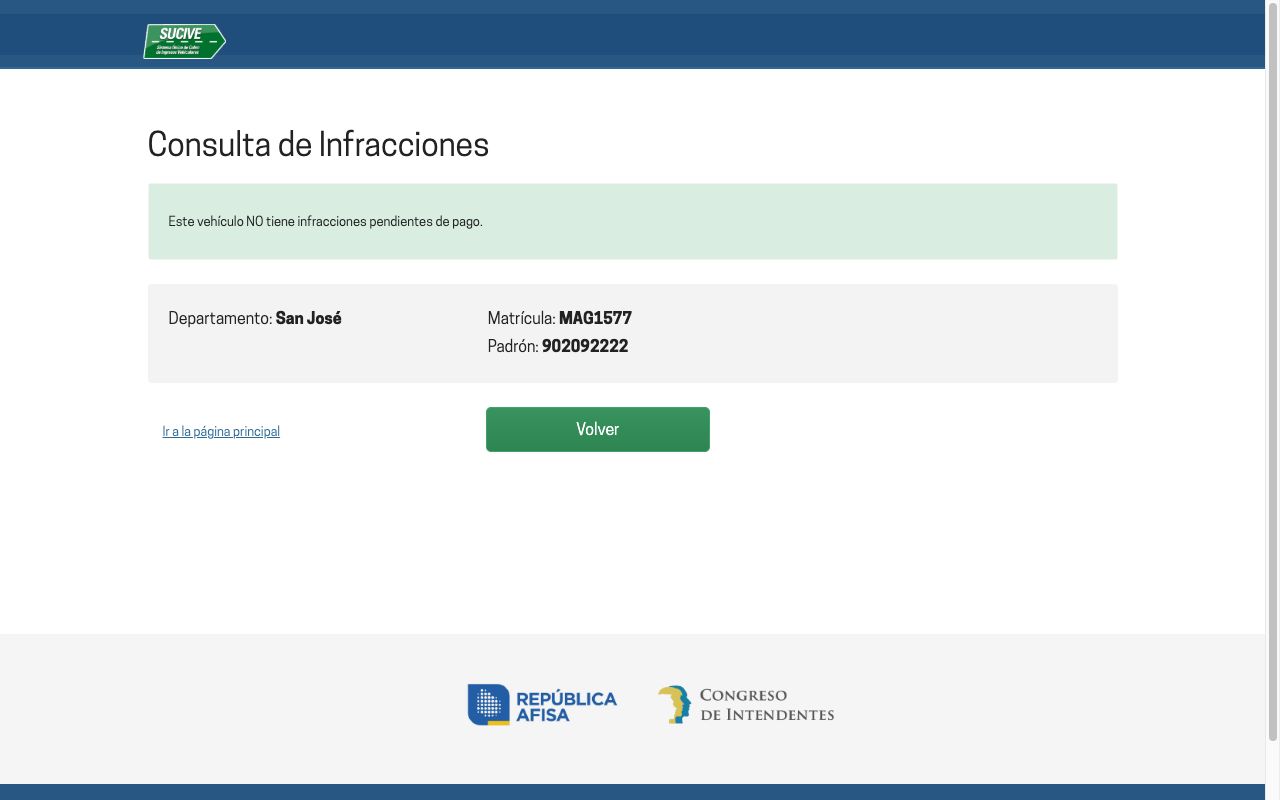 SUCIVE
Sistema Único de Cobro
de Ingresos Vehiculares
Consulta de Infracciones
Este vehículo NO tiene infracciones pendientes de pago.
Departamento: San José
Matrícula: MAG1577
Padrón: 902092222
Ir a la página principal
Volver
REPÚBLICA
AFISA
CONGRESO
DE INTENDENTES